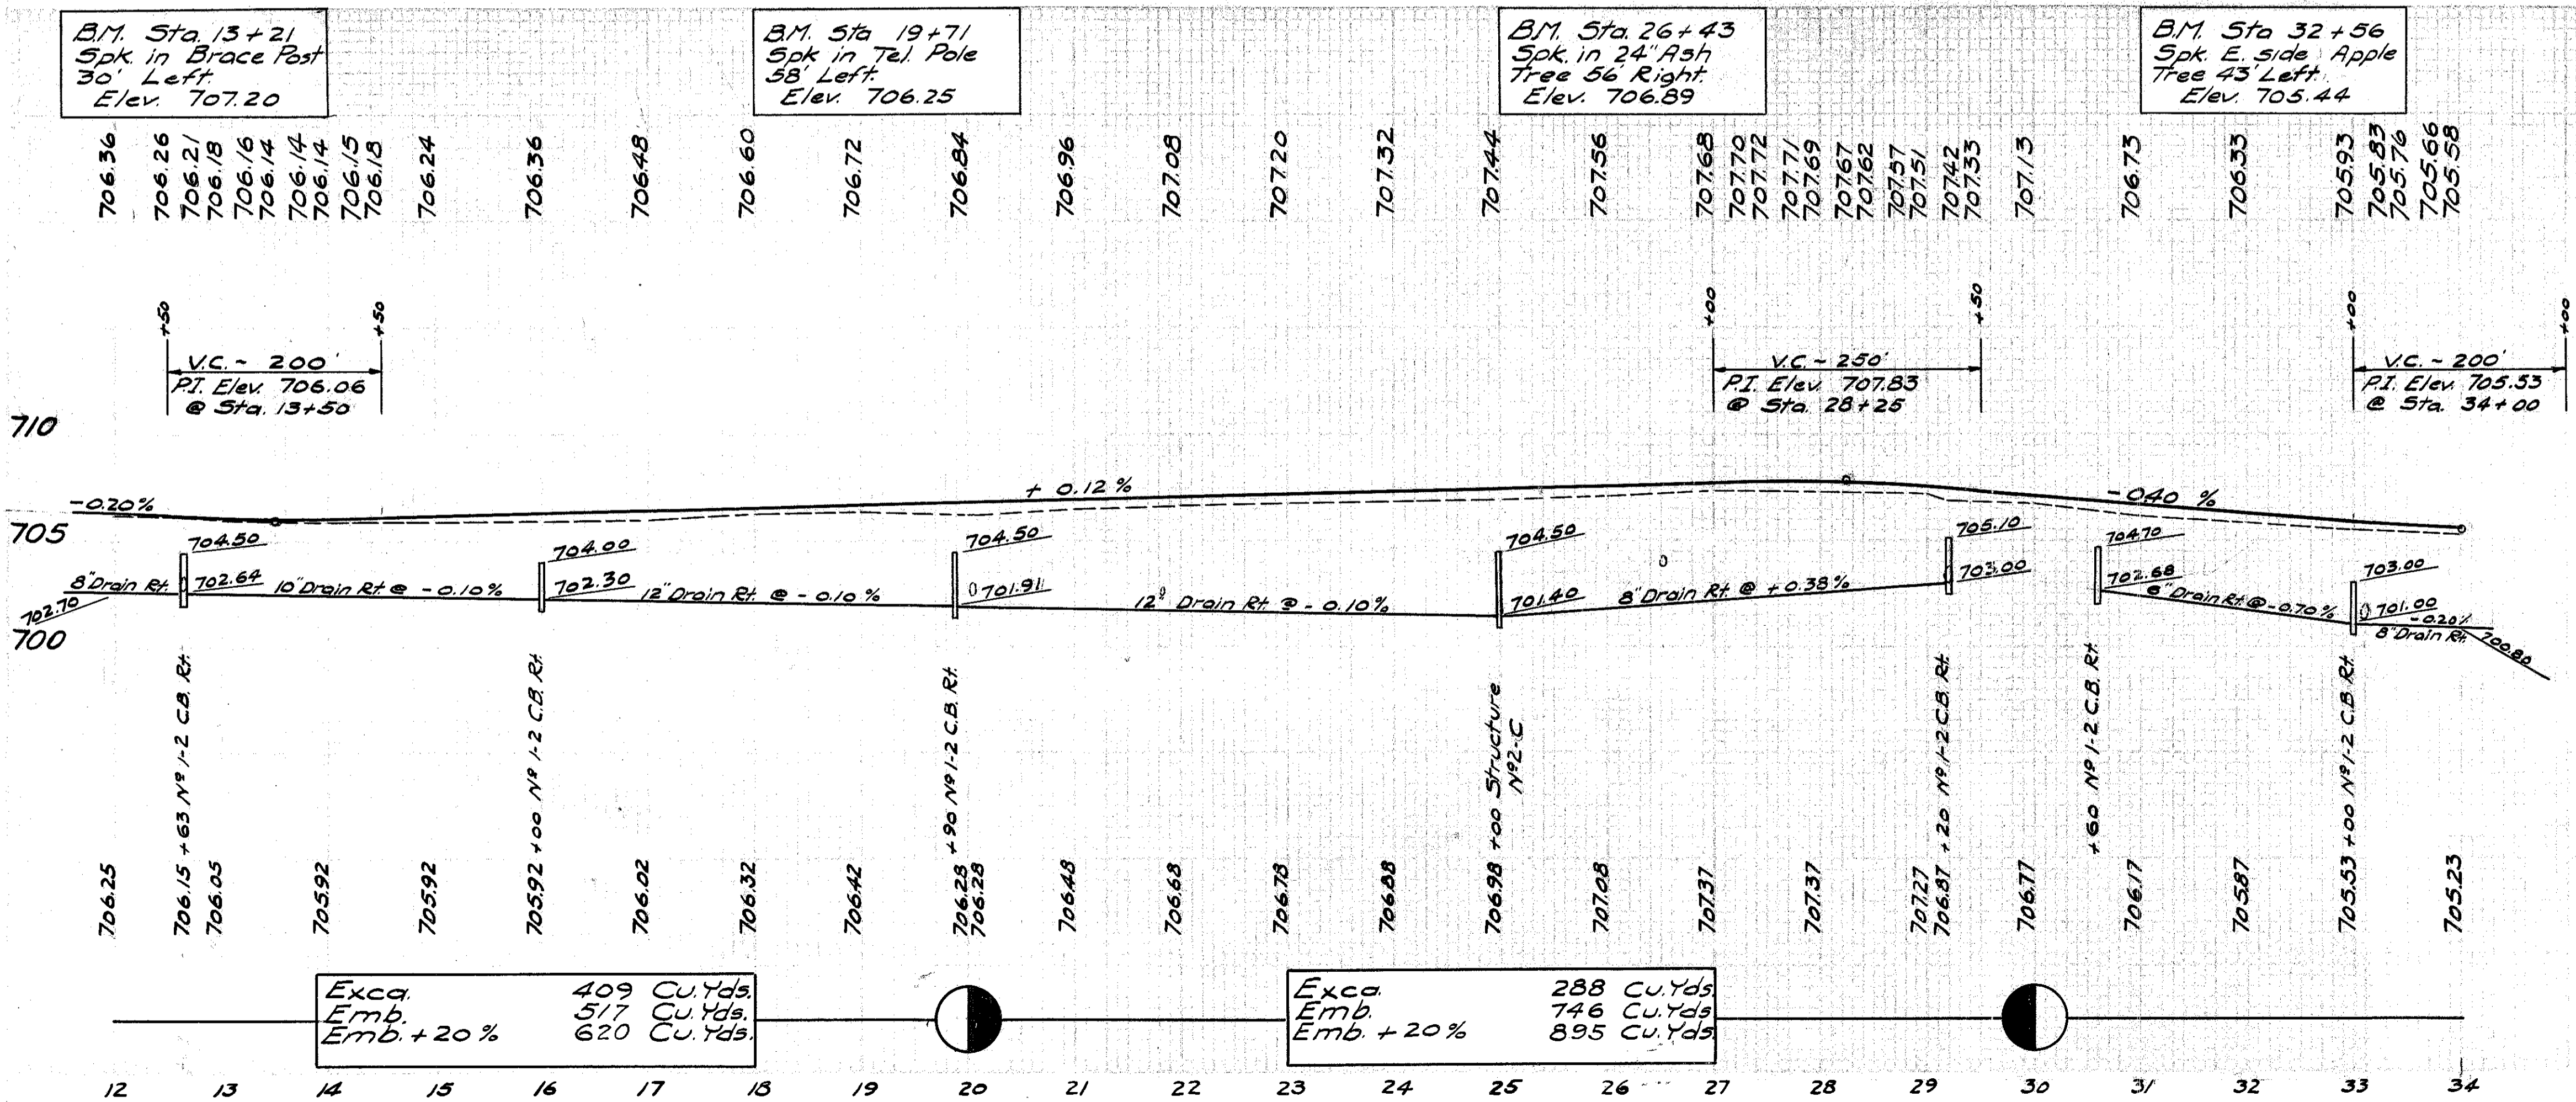 B.M. Sta. 13+21
Spk. in Brace Post
30' Left.
Elev. 707.20
B.M. Sta 19+71
Spk in Tel. Pole
58' Left.
Elev. 706.25
B.M. Sta. 26+43
Spk. in 24" Ash
Tree 56' Right.
Elev. 706.89
B.M. Sta 32+56
Spk. E. side Apple
Tree 43' Left.
Elev. 705.44
706.36
706.26
706.21
706.18
706.16
706.14
706.14
706.14
706.15
706.18
706.24
706.36
706.48
706.60
706.72
706.84
706.96
707.08
707.20
707.32
707.44
707.56
707.68
707.70
707.72
707.71
707.69
707.67
707.62
707.57
707.51
707.42
707.33
707.13
706.73
706.33
705.93
705.83
705.76
705.66
705.58
+50
+50
V.C. ~ 200'
P.I. Elev. 706.06
@ Sta. 13+50
+00
+50
V.C. ~ 250'
P.I. Elev. 707.83
@ Sta. 28+25
+00
+00
V.C. ~ 200'
P.I. Elev. 705.53
@ Sta. 34+00
710
-0.20%
+ 0.12 %
-0.40 %
705
704.50
704.00
704.50
704.50
705.10
704.70
703.00
8" Drain Rt.
702.64
10" Drain Rt @ -0.10%
702.30
12" Drain Rt. @ -0.10%
701.91
12" Drain Rt @ -0.10%
701.40
8" Drain Rt @ +0.38%
703.00
702.68
6" Drain Rt @ -0.70%
701.00
-0.20%
8" Drain Rt.
700.80
702.70
700
706.25
706.15 +63 Nº 1-2 C.B. Rt.
706.05
705.92
705.92
705.92 +00 Nº 1-2 C.B. Rt.
706.02
706.32
706.42
706.28 +90 Nº 1-2 C.B. Rt.
706.28
706.48
706.68
706.78
706.88
706.98 +00 Structure
Nº2-C
707.08
707.37
707.37
707.27
706.87 +20 Nº 1-2 C.B. Rt.
706.77
+60 Nº 1-2 C.B. Rt.
706.17
705.87
705.53 +00 Nº 1-2 C.B. Rt.
705.23
Exca. 409 Cu.Yds.
Emb. 517 Cu.Yds.
Emb. + 20% 620 Cu.Yds.
Exca. 288 Cu.Yds.
Emb. 746 Cu.Yds.
Emb. + 20% 895 Cu.Yds.
12 13 14 15 16 17 18 19 20 21 22 23 24 25 26 27 28 29 30 31 32 33 34